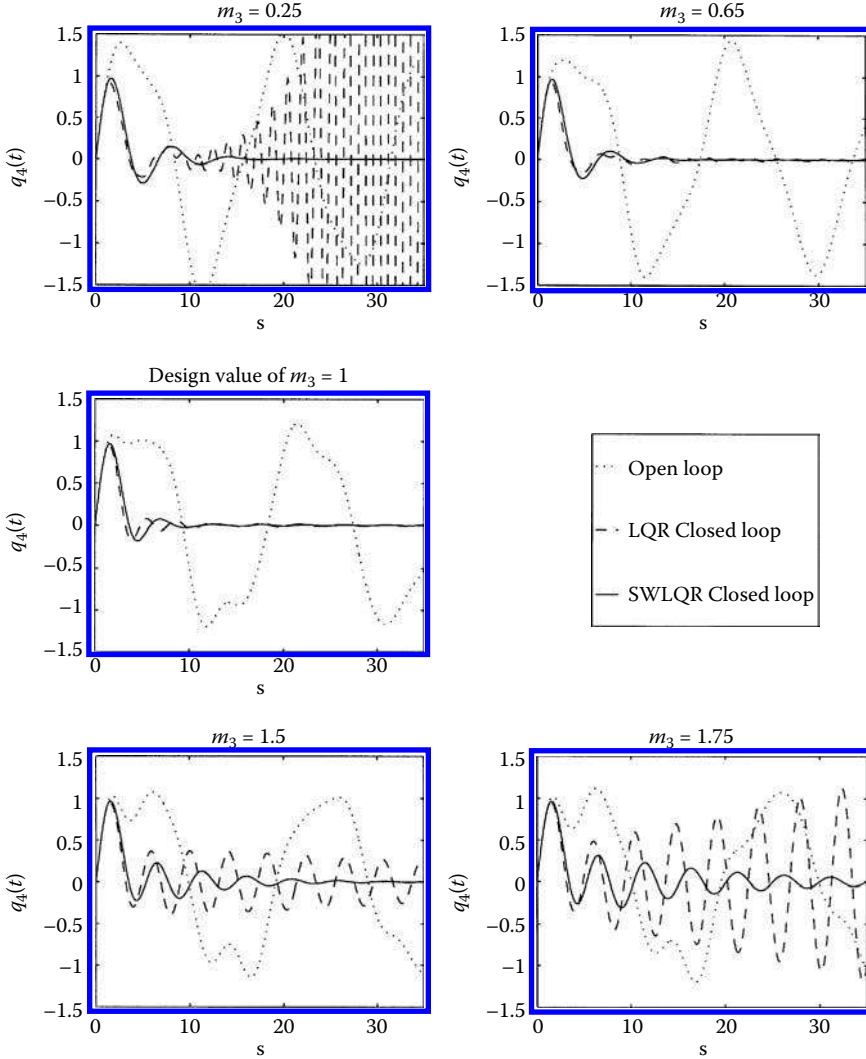 m₃ = 0.25
1.5
1
0.5
0
−0.5
−1
−1.5
q₄(t)
0 10 20 30
s
m₃ = 0.65
1.5
1
0.5
0
−0.5
−1
−1.5
q₄(t)
0 10 20 30
s
Design value of m₃ = 1
1.5
1
0.5
0
−0.5
−1
−1.5
q₄(t)
0 10 20 30
s
Open loop
LQR Closed loop
SWLQR Closed loop
m₃ = 1.5
1.5
1
0.5
0
−0.5
−1
−1.5
q₄(t)
0 10 20 30
s
m₃ = 1.75
1.5
1
0.5
0
−0.5
−1
−1.5
q₄(t)
0 10 20 30
s